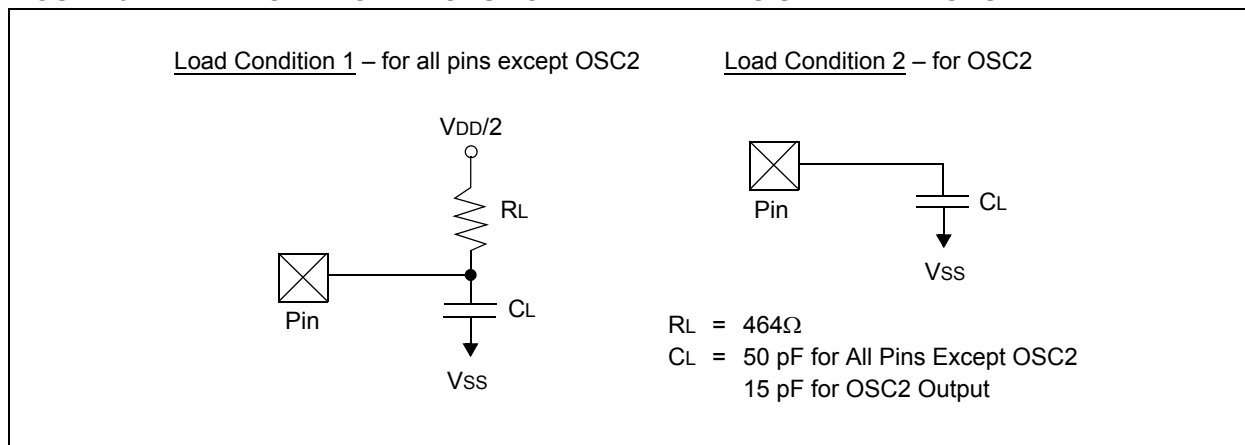 Load Condition 1 – for all pins except OSC2
VDD/2
RL
Pin
CL
VSS
Load Condition 2 – for OSC2
Pin
CL
VSS
RL = 464Ω
CL = 50 pF for All Pins Except OSC2
15 pF for OSC2 Output